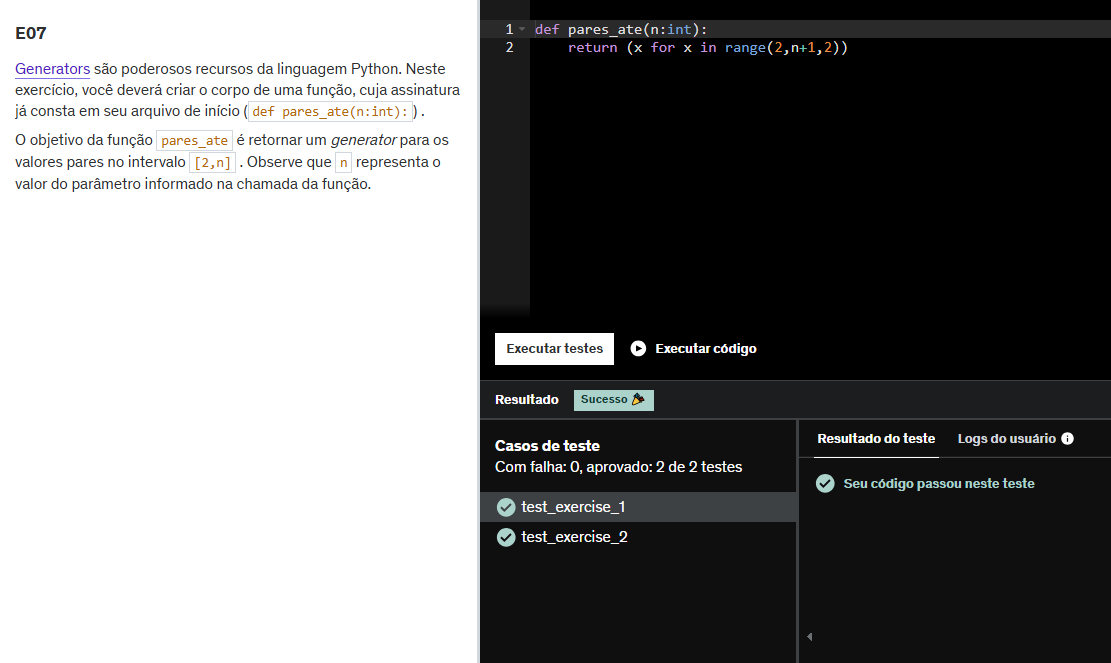 E07
Generators são poderosos recursos da linguagem Python. Neste
exercício, você deverá criar o corpo de uma função, cuja assinatura
já consta em seu arquivo de início ( def pares_ate(n:int): ) .
O objetivo da função pares_ate é retornar um generator para os
valores pares no intervalo [2,n] . Observe que n representa o
valor do parâmetro informado na chamada da função.
1 def pares_ate(n:int):
2 return (x for x in range(2,n+1,2))
Executar testes Executar código
Resultado Sucesso
Casos de teste
Com falha: 0, aprovado: 2 de 2 testes
test_exercise_1
test_exercise_2
Resultado do teste Logs do usuário
Seu código passou neste teste